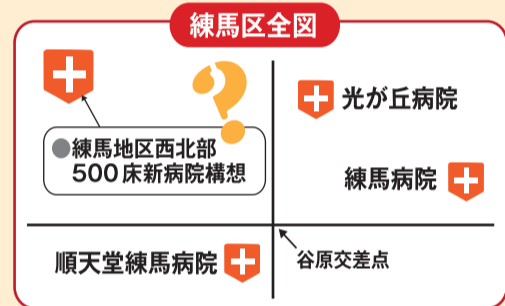 練馬区全図
光が丘病院
●練馬地区西北部
500床新病院構想
練馬病院
順天堂練馬病院
谷原交差点
?